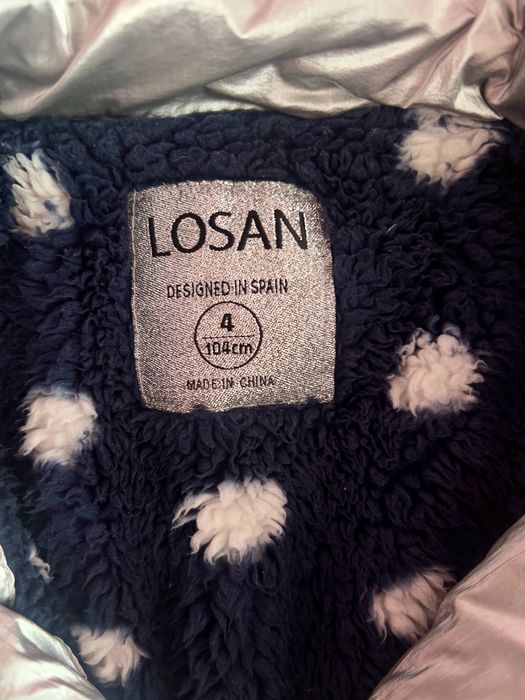 LOSAN
DESIGNED IN SPAIN
4
104cm
MADE IN CHINA